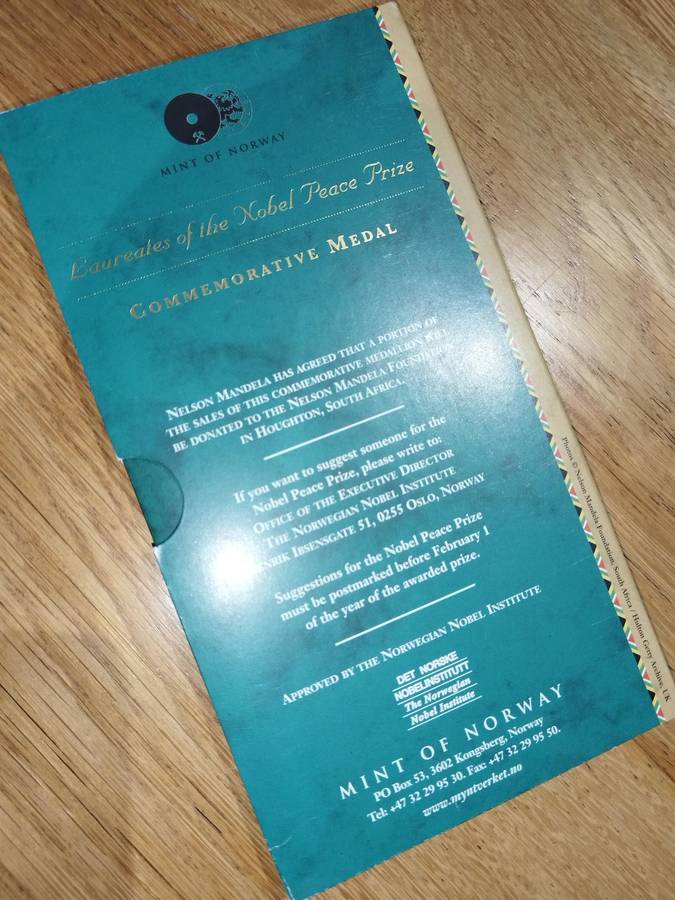 MINT OF NORWAY
Laureates of the Nobel Peace Prize
COMMEMORATIVE MEDAL
NELSON MANDELA HAS AGREED THAT A PORTION OF
THE SALES OF THIS COMMEMORATIVE MEDALLION WILL
BE DONATED TO THE NELSON MANDELA FOUNDATION
IN HOUGHTON, SOUTH AFRICA.
If you want to suggest someone for the
Nobel Peace Prize, please write to:
OFFICE OF THE EXECUTIVE DIRECTOR
THE NORWEGIAN NOBEL INSTITUTE
IBSENSGATE 51, 0255 OSLO, NORWAY
Suggestions for the Nobel Peace Prize
must be postmarked before February 1
of the year of the awarded prize.
APPROVED BY THE NORWEGIAN NOBEL INSTITUTE
DET NORSKE
NOBELINSTITUTT
The Norwegian
Nobel Institute
MINT OF NORWAY
PO Box 53, 3602 Kongsberg, Norway
Tel: +47 32 29 95 30. Fax: +47 32 29 95 50.
www.myntverket.no
Photos © Nelson Mandela Foundation, South Africa / Hulton Getty Archive, UK